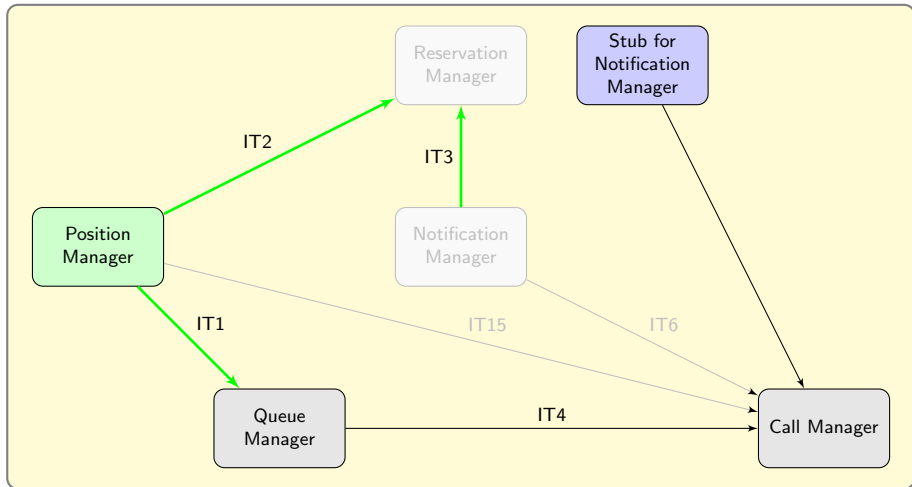 Reservation
Manager
Stub for
Notification
Manager
IT2
IT3
Position
Manager
Notification
Manager
IT1
IT15
IT6
Queue
Manager
IT4
Call Manager